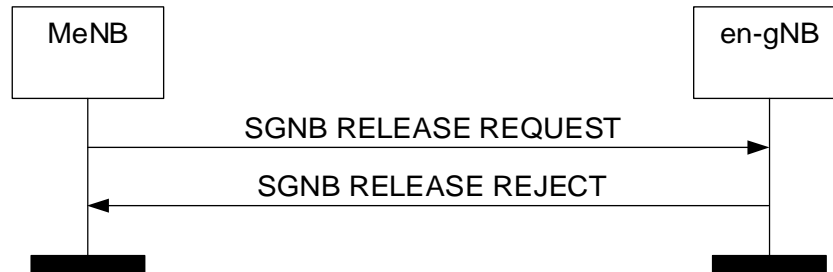 MeNB
en-gNB
SGNB RELEASE REQUEST
SGNB RELEASE REJECT